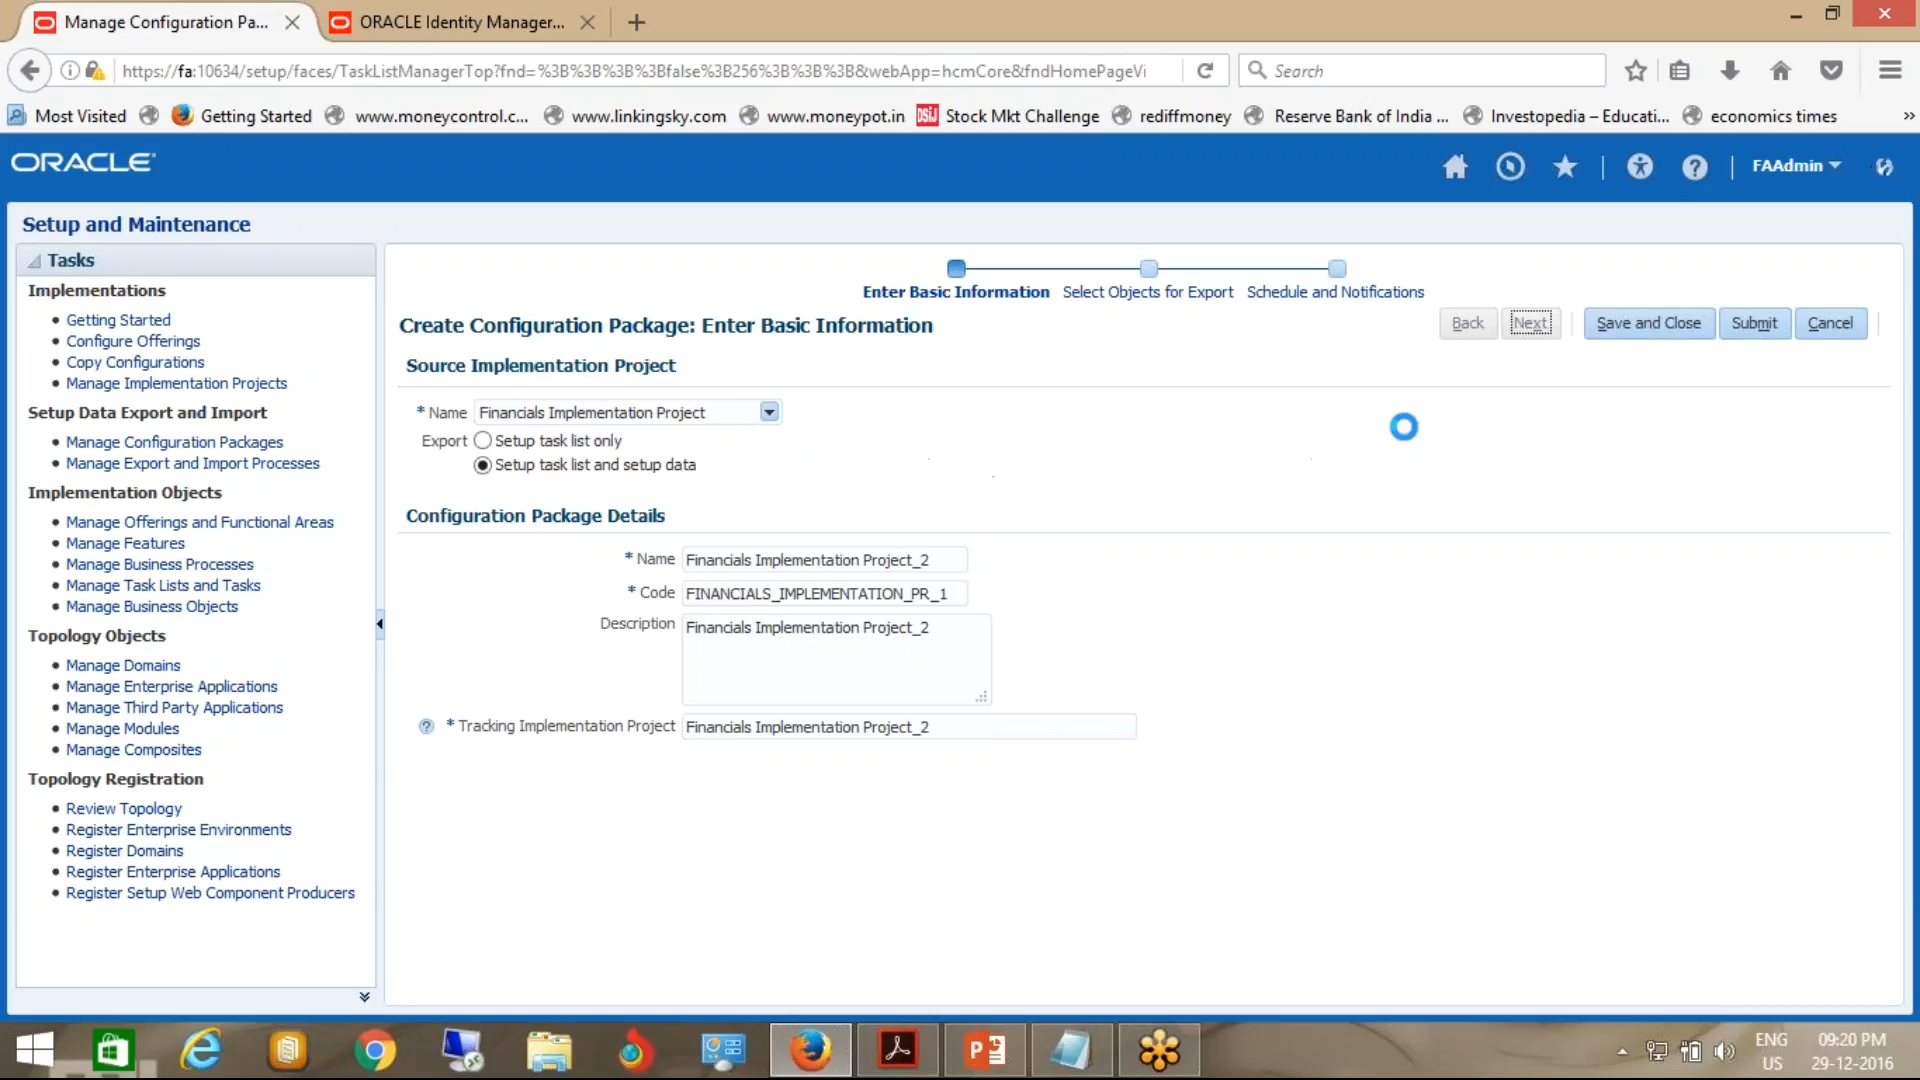 Manage Configuration Pa...
ORACLE Identity Manager...
https://fa:10634/setup/faces/TaskListManagerTop?fnd=%3B%3B%3B%3Bfalse%3B256%3B%3B%3B&webApp=hcmCore&fndHomePageVi
Search
Most Visited
Getting Started
www.moneycontrol.c...
www.linkingsky.com
www.moneypot.in
DSIJ Stock Mkt Challenge
rediffmoney
Reserve Bank of India ...
Investopedia – Educati...
economics times
ORACLE
FAAdmin
Setup and Maintenance
Tasks
Implementations
Getting Started
Configure Offerings
Copy Configurations
Manage Implementation Projects
Setup Data Export and Import
Manage Configuration Packages
Manage Export and Import Processes
Implementation Objects
Manage Offerings and Functional Areas
Manage Features
Manage Business Processes
Manage Task Lists and Tasks
Manage Business Objects
Topology Objects
Manage Domains
Manage Enterprise Applications
Manage Third Party Applications
Manage Modules
Manage Composites
Topology Registration
Review Topology
Register Enterprise Environments
Register Domains
Register Enterprise Applications
Register Setup Web Component Producers
Enter Basic Information
Select Objects for Export
Schedule and Notifications
Create Configuration Package: Enter Basic Information
Back
Next
Save and Close
Submit
Cancel
Source Implementation Project
* Name Financials Implementation Project
Export Setup task list only
Setup task list and setup data
Configuration Package Details
* Name Financials Implementation Project_2
* Code FINANCIALS_IMPLEMENTATION_PR_1
Description Financials Implementation Project_2
* Tracking Implementation Project Financials Implementation Project_2
ENG
US
09:20 PM
29-12-2016